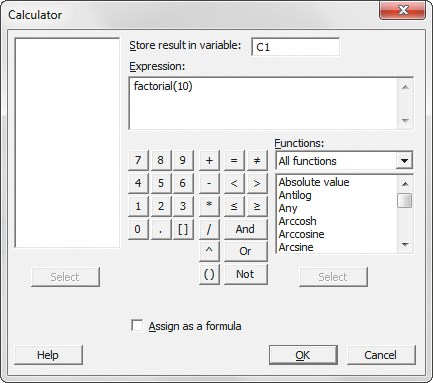 Calculator
Store result in variable: C1
Expression:
factorial(10)
Functions:
7 8 9 + = ≠ All functions
4 5 6 - < > Absolute value
Antilog
1 2 3 * ≤ ≥ Any
Arccosh
0 . [] / And Arccosine
^ Or Arcsine
Select () Not Select
Assign as a formula
Help OK Cancel